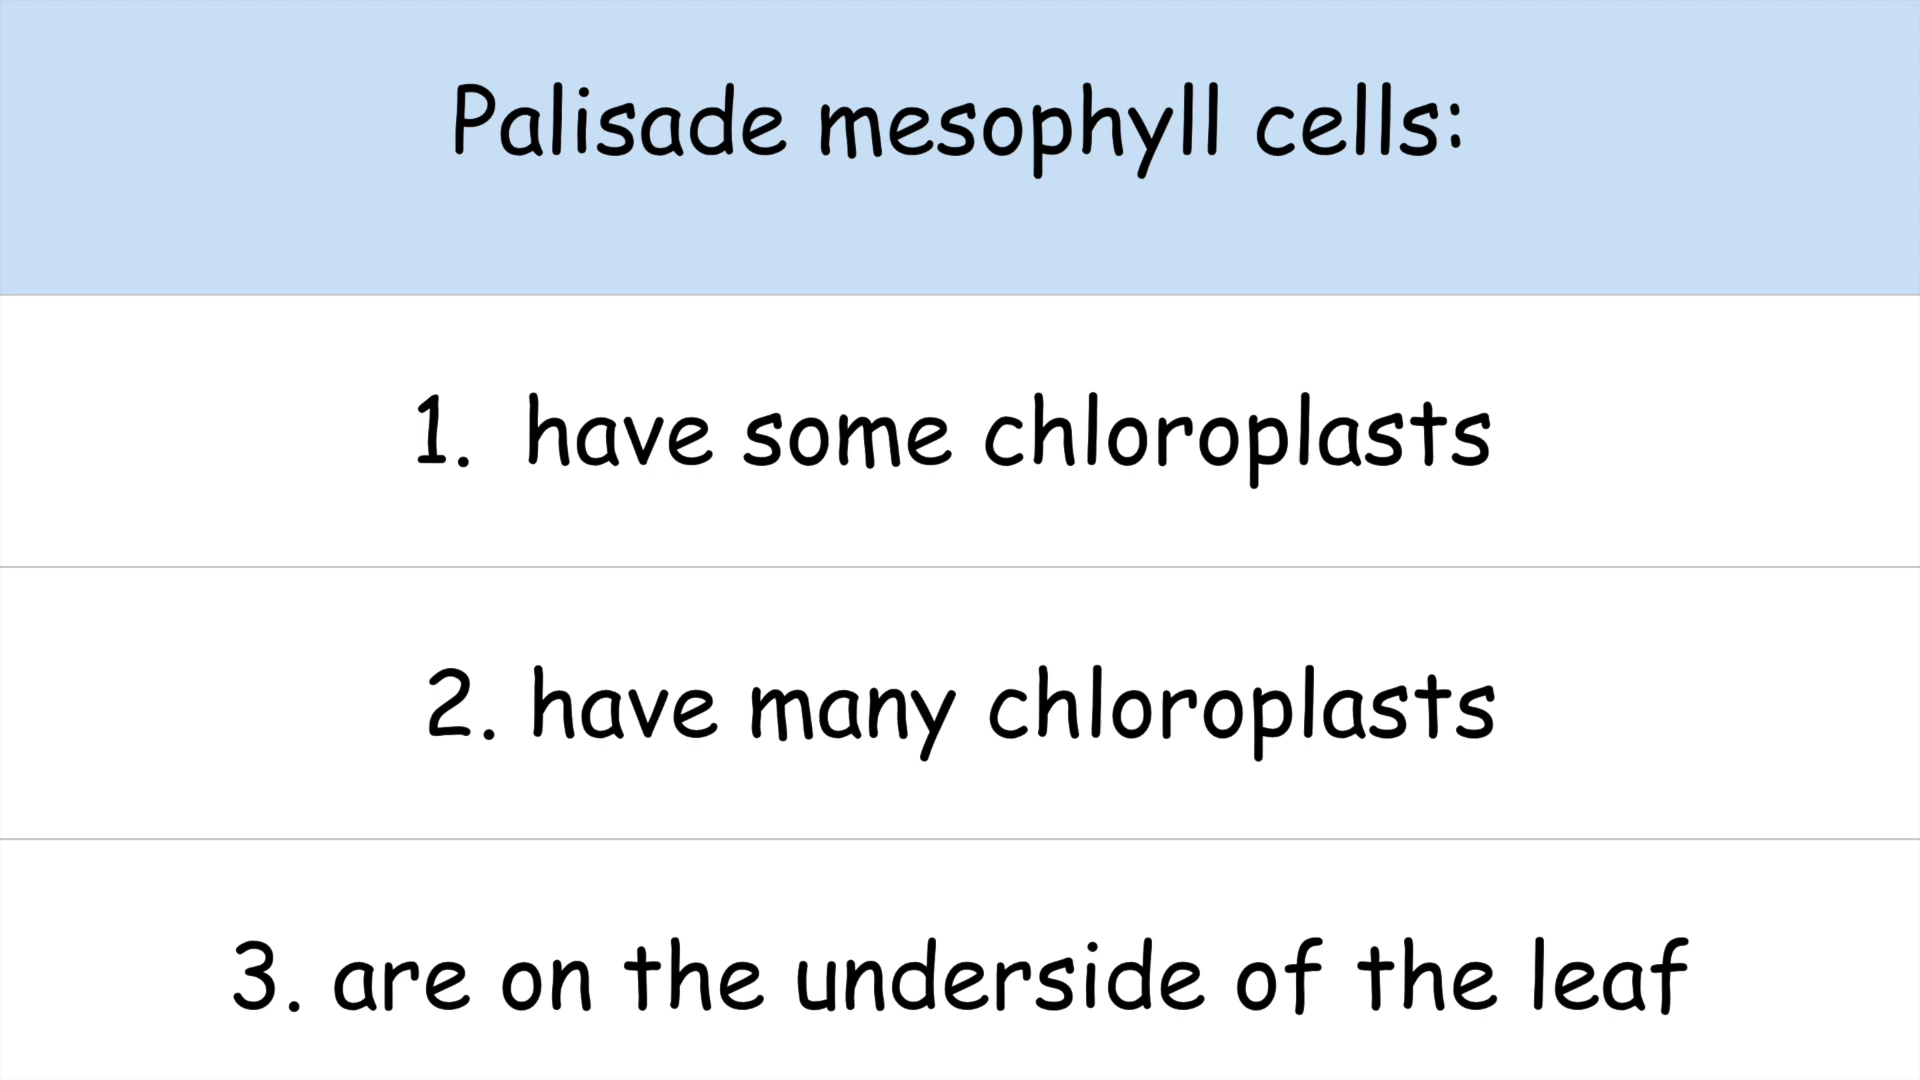 Palisade mesophyll cells:
1. have some chloroplasts
2. have many chloroplasts
3. are on the underside of the leaf